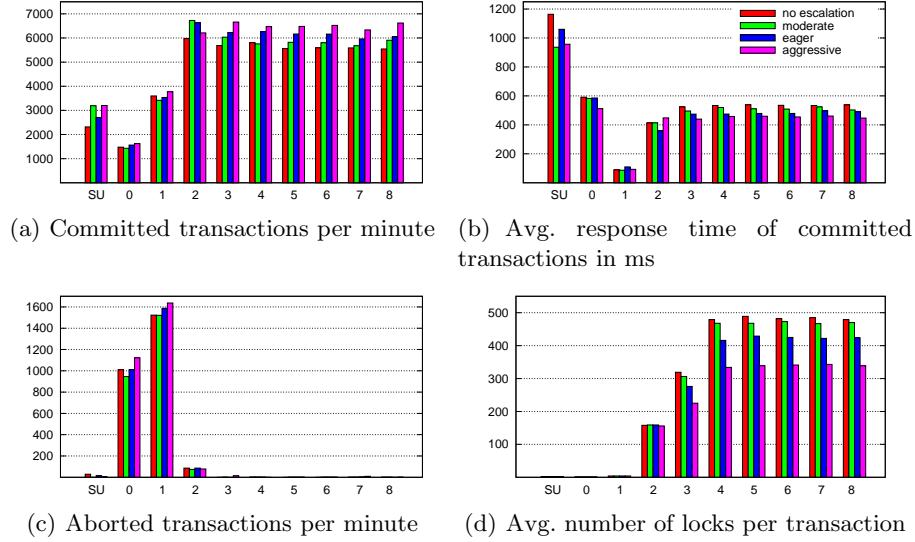 7000
6000
5000
4000
3000
2000
1000
SU 0 1 2 3 4 5 6 7 8
(a) Committed transactions per minute
1200
1000
800
600
400
200
no escalation
moderate
eager
aggressive
SU 0 1 2 3 4 5 6 7 8
(b) Avg. response time of committed
transactions in ms
1600
1400
1200
1000
800
600
400
200
SU 0 1 2 3 4 5 6 7 8
(c) Aborted transactions per minute
500
400
300
200
100
SU 0 1 2 3 4 5 6 7 8
(d) Avg. number of locks per transaction